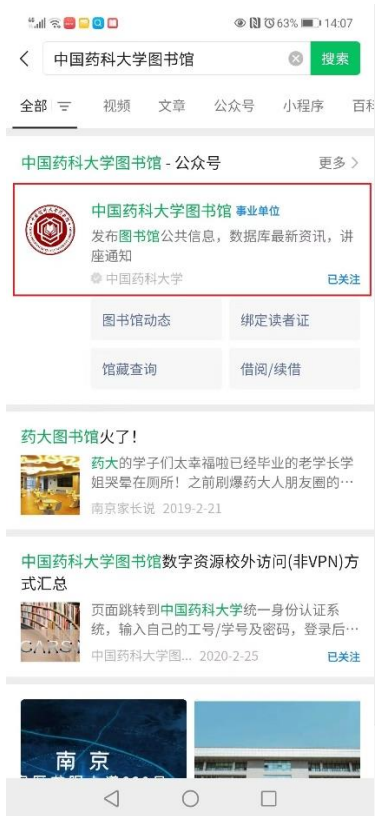 63% 14:07
中国药科大学图书馆
搜索
全部 视频 文章 公众号 小程序 百科
中国药科大学图书馆 - 公众号
更多
中国药科大学图书馆 事业单位
发布图书馆公共信息，数据库最新资讯，讲
座通知
中国药科大学
已关注
图书馆动态 绑定读者证
馆藏查询 借阅/续借
药大图书馆火了！
药大的学子们太幸福啦已经毕业的老学长学
姐哭晕在厕所！之前刷爆药大人朋友圈的…
南京家长说 2019-2-21
中国药科大学图书馆数字资源校外访问(非VPN)方
式汇总
页面跳转到中国药科大学统一身份认证系
统，输入自己的工号/学号及密码，登录后…
CARSI
中国药科大学图... 2020-2-25
已关注
南京